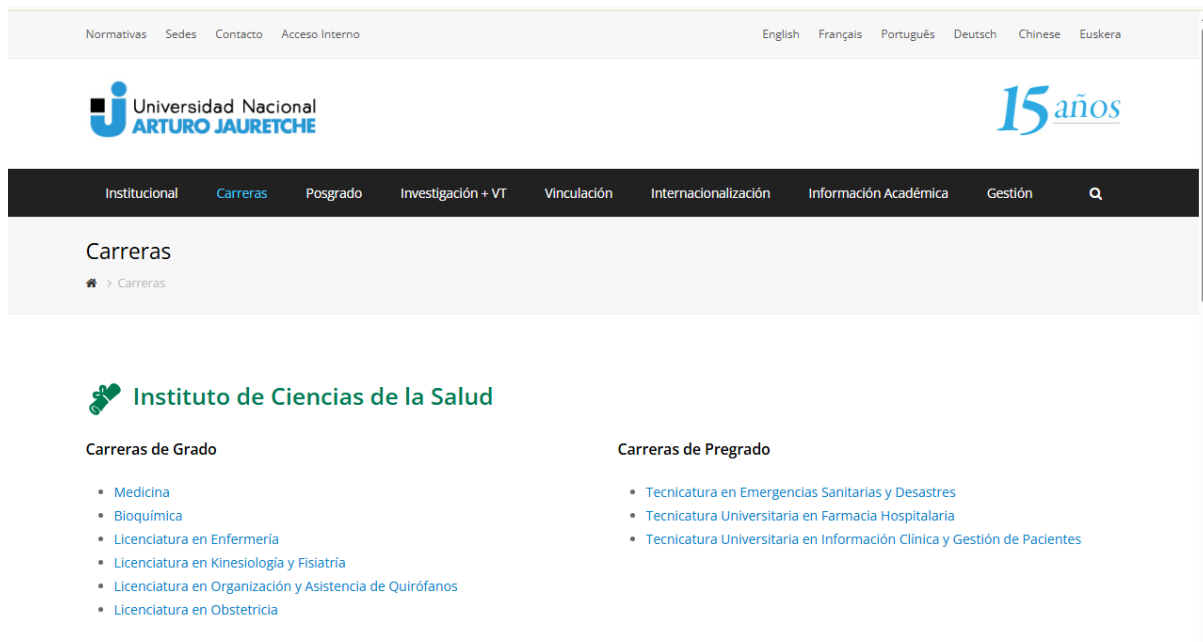 Normativas Sedes Contacto Acceso Interno English Français Português Deutsch Chinese Euskera
Universidad Nacional
ARTURO JAURETCHE
15 años
Institucional Carreras Posgrado Investigación + VT Vinculación Internacionalización Información Académica Gestión
Carreras
> Carreras
Instituto de Ciencias de la Salud
Carreras de Grado
Medicina
Bioquímica
Licenciatura en Enfermería
Licenciatura en Kinesiología y Fisiatría
Licenciatura en Organización y Asistencia de Quirófanos
Licenciatura en Obstetricia
Carreras de Pregrado
Tecnicatura en Emergencias Sanitarias y Desastres
Tecnicatura Universitaria en Farmacia Hospitalaria
Tecnicatura Universitaria en Información Clínica y Gestión de Pacientes